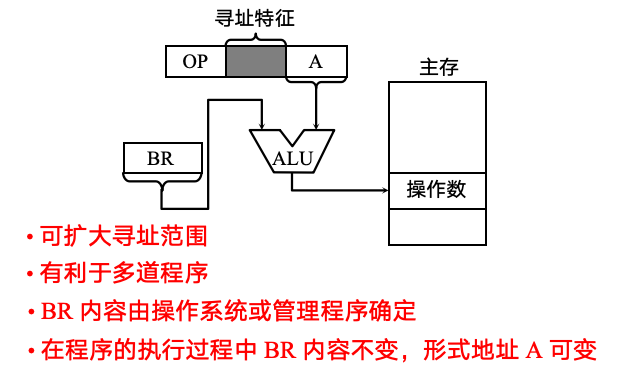 寻址特征
OP A
主存
BR
ALU
操作数
• 可扩大寻址范围
• 有利于多道程序
• BR 内容由操作系统或管理程序确定
• 在程序的执行过程中 BR 内容不变，形式地址 A 可变